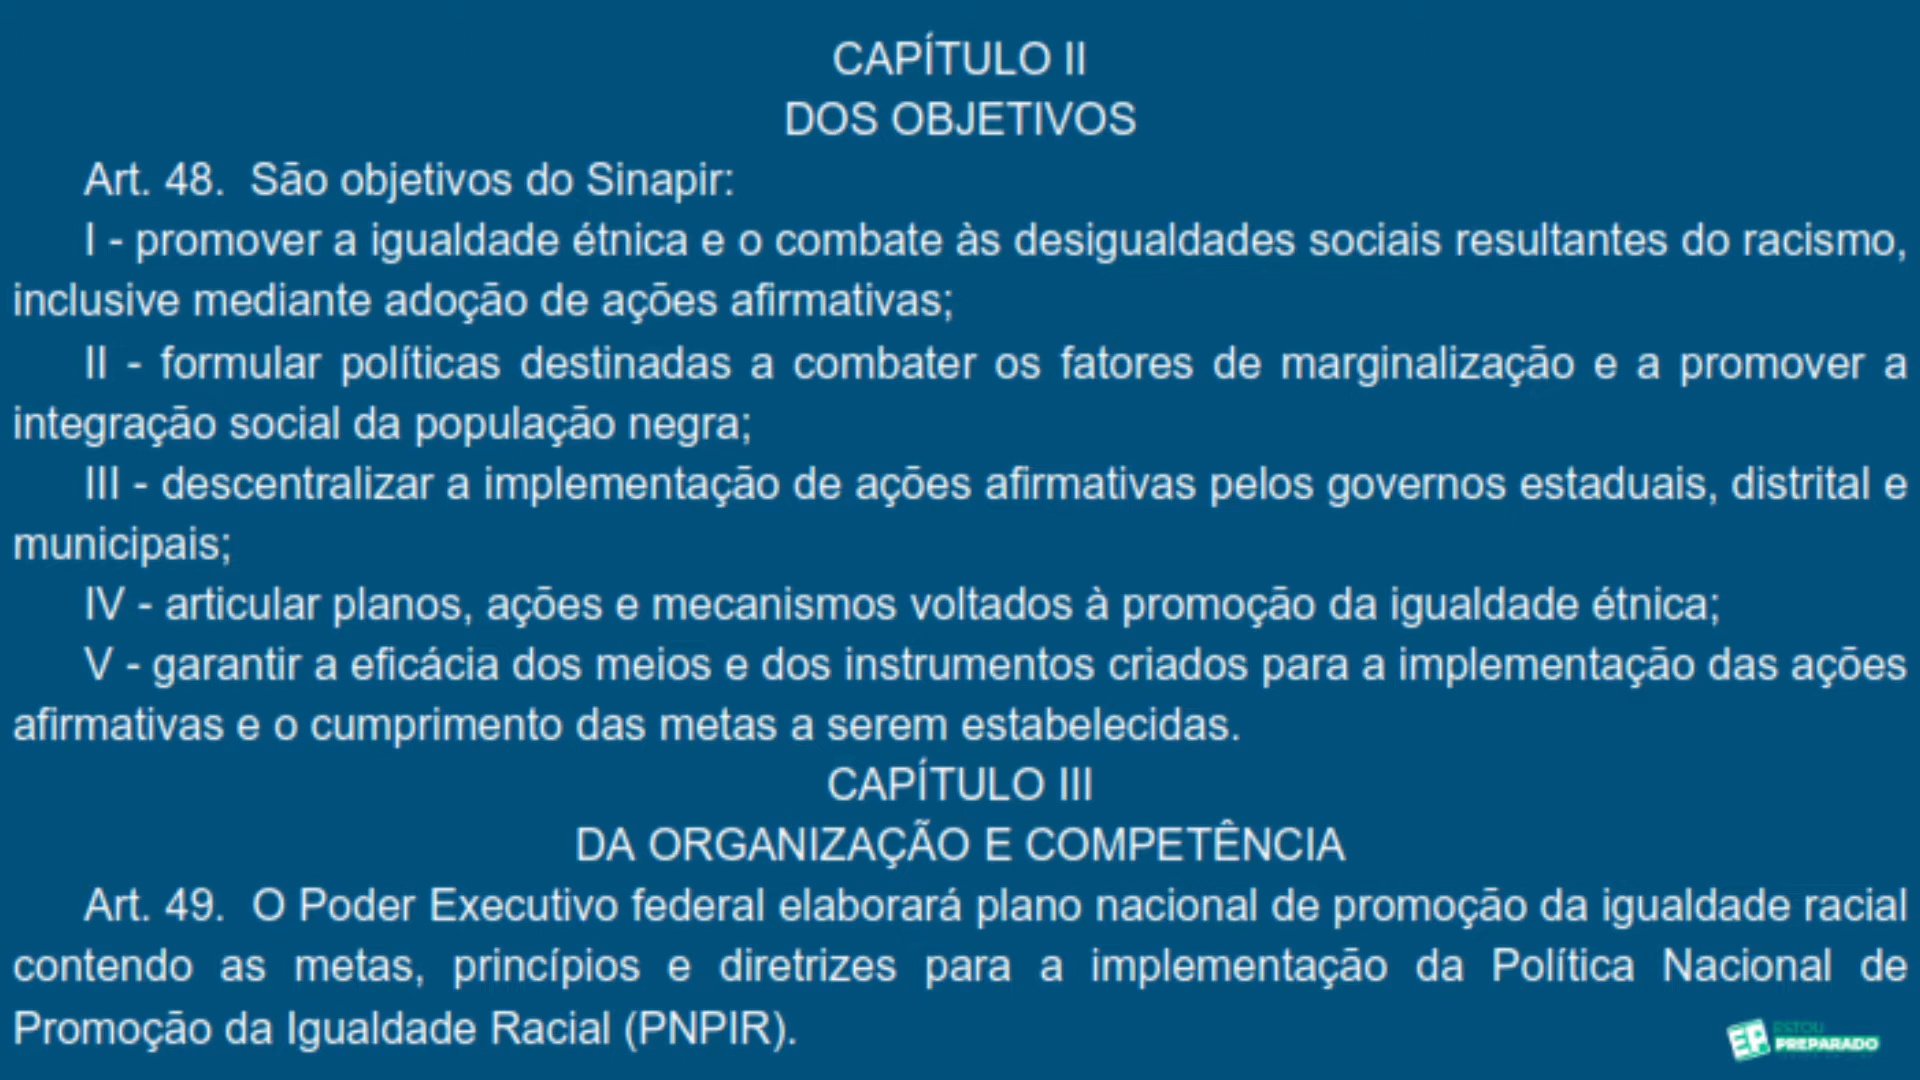 CAPÍTULO II
DOS OBJETIVOS
Art. 48.  São objetivos do Sinapir:
I - promover a igualdade étnica e o combate às desigualdades sociais resultantes do racismo,
inclusive mediante adoção de ações afirmativas;
II - formular políticas destinadas a combater os fatores de marginalização e a promover a
integração social da população negra;
III - descentralizar a implementação de ações afirmativas pelos governos estaduais, distrital e
municipais;
IV - articular planos, ações e mecanismos voltados à promoção da igualdade étnica;
V - garantir a eficácia dos meios e dos instrumentos criados para a implementação das ações
afirmativas e o cumprimento das metas a serem estabelecidas.
CAPÍTULO III
DA ORGANIZAÇÃO E COMPETÊNCIA
Art. 49.  O Poder Executivo federal elaborará plano nacional de promoção da igualdade racial
contendo as metas, princípios e diretrizes para a implementação da Política Nacional de
Promoção da Igualdade Racial (PNPIR).
EP. ESTOU
PREPARADO